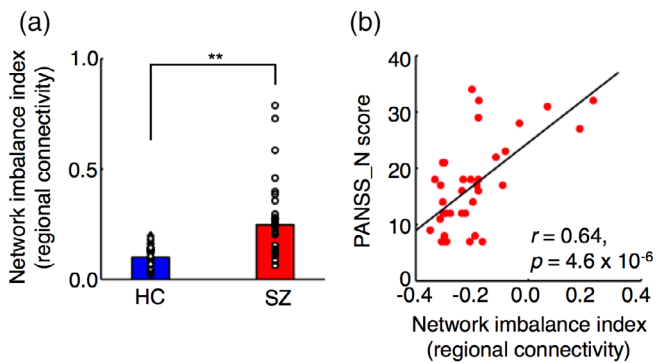 (a)
Network imbalance index
(regional connectivity)
1.0
0.5
0.0
**
HC
SZ
(b)
PANSS_N score
40
30
20
10
0
r = 0.64,
p = 4.6 x 10-6
-0.4
-0.2
0.0
0.2
0.4
Network imbalance index
(regional connectivity)